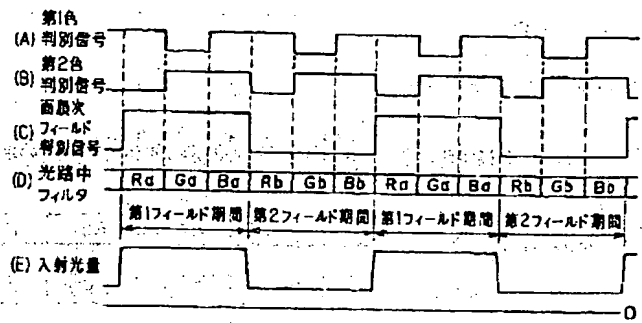 第1色
(A) 判別信号
第2色
(B) 判別信号
面順次
(C) フィールド
判別信号
(D) 光路中
フィルタ
Ra Ga Ba Rb Gb Bb Ra Ga Ba Rb Gb Bb
第1フィールド期間 第2フィールド期間 第1フィールド期間 第2フィールド期間
(E) 入射光量
0